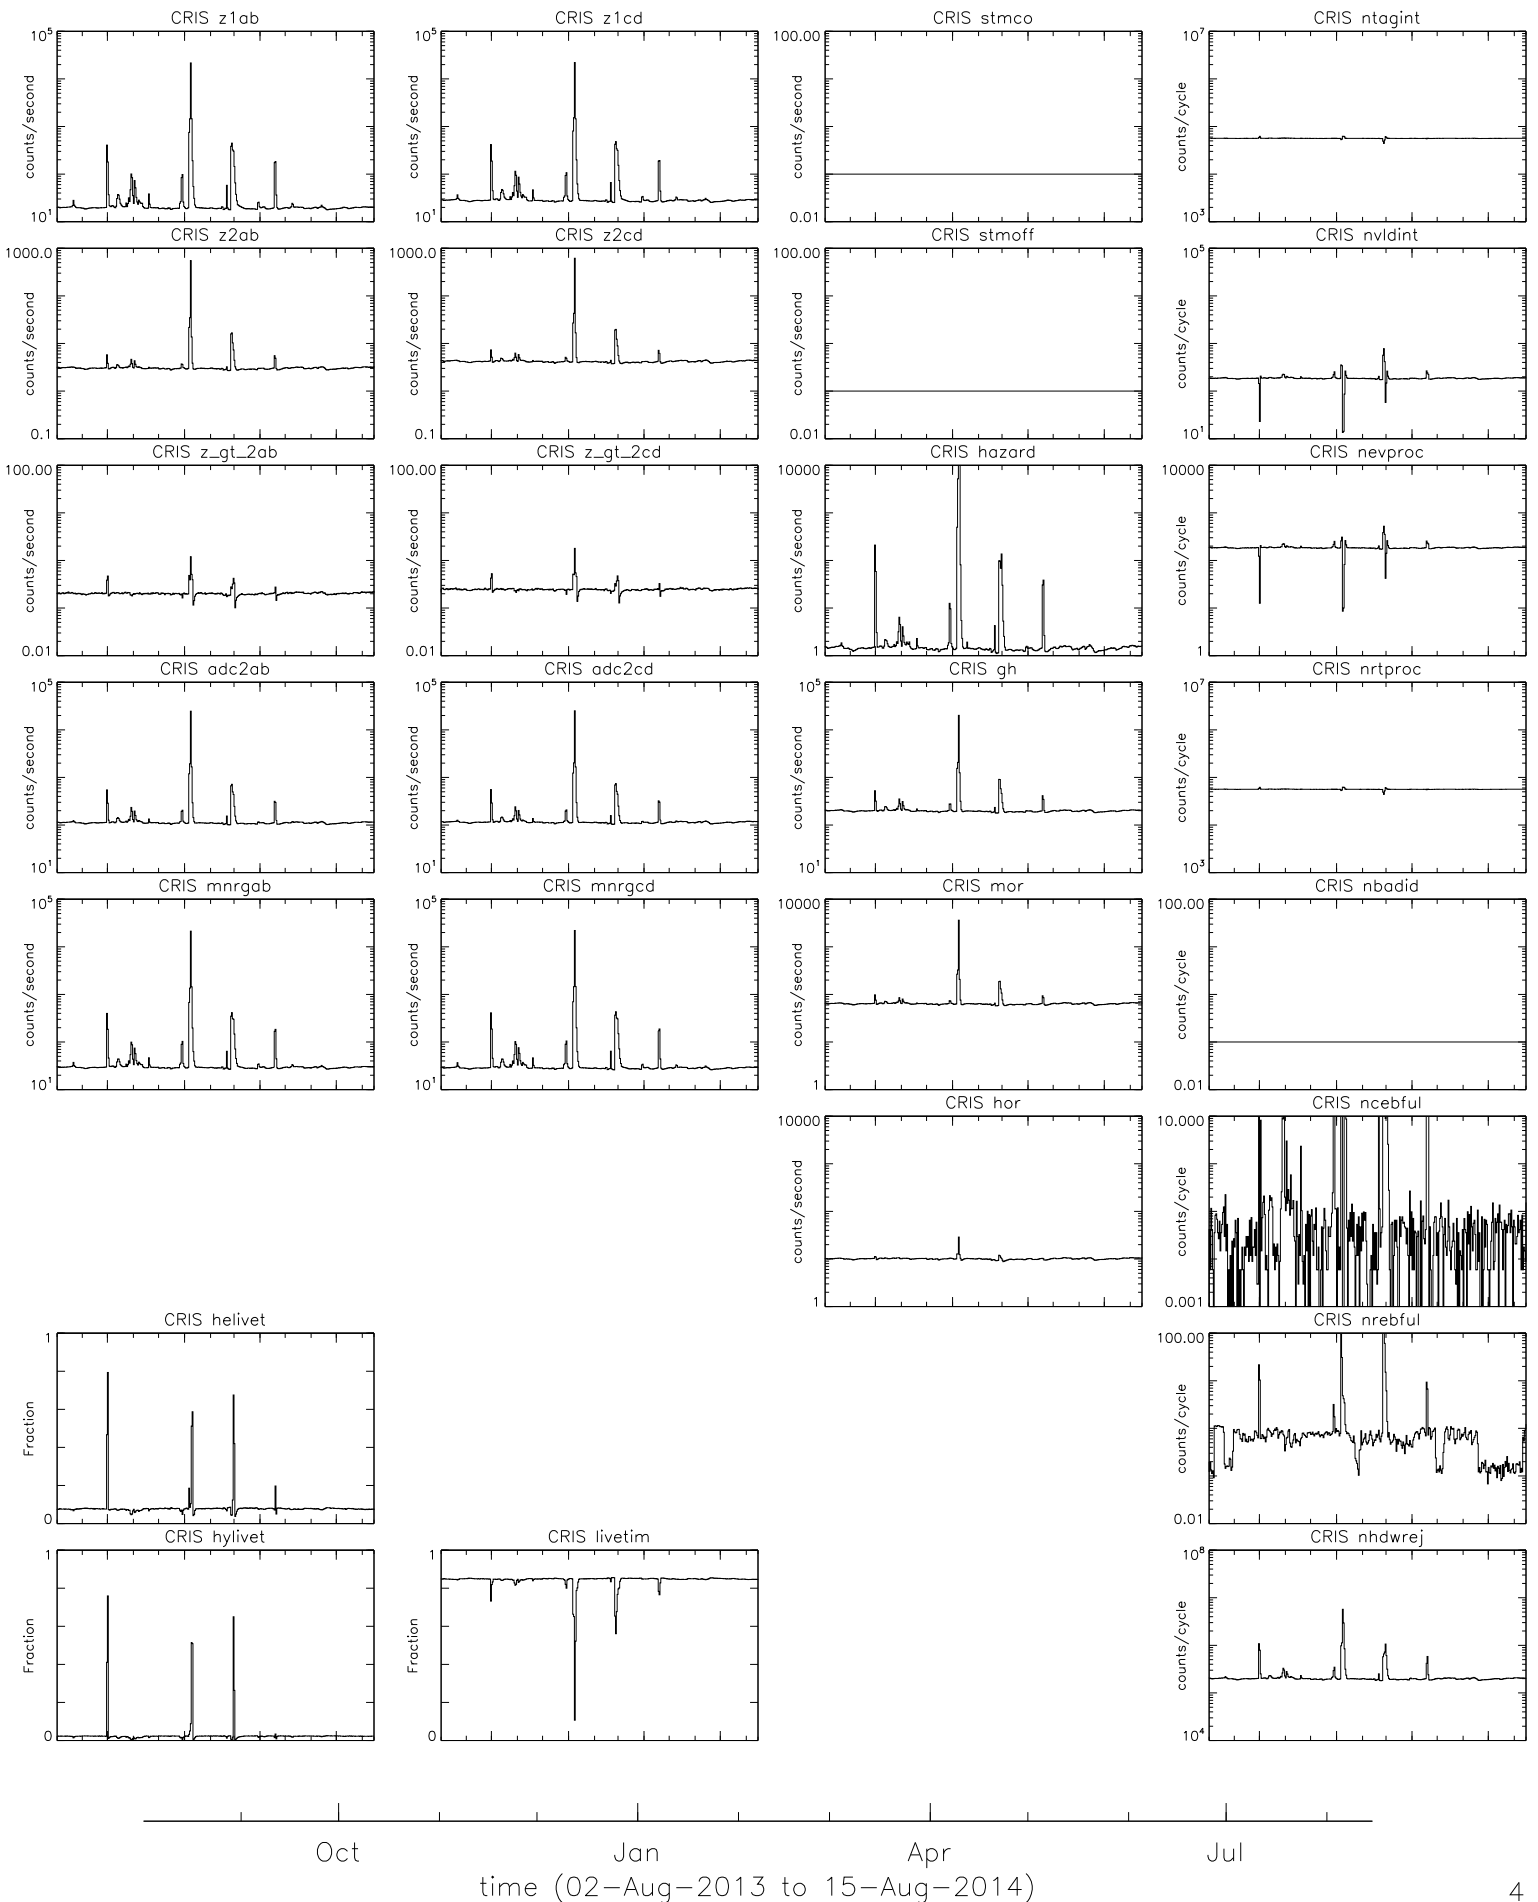 CRIS z1ab
CRIS z1cd
CRIS stmco
CRIS ntagint
10^5
counts/second
10^1
10^5
counts/second
10^1
100.00
counts/second
0.01
10^7
counts/cycle
10^3
CRIS z2ab
CRIS z2cd
CRIS stmoff
CRIS nvldint
1000.0
counts/second
0.1
1000.0
counts/second
0.1
100.00
counts/second
0.01
10^5
counts/cycle
10^1
CRIS z_gt_2ab
CRIS z_gt_2cd
CRIS hazard
CRIS nevproc
100.00
counts/second
0.01
100.00
counts/second
0.01
10000
counts/second
1
10000
counts/cycle
1
CRIS adc2ab
CRIS adc2cd
CRIS gh
CRIS nrtproc
10^5
counts/second
10^1
10^5
counts/second
10^1
10^5
counts/second
10^1
10^7
counts/cycle
10^3
CRIS mnrgab
CRIS mnrgcd
CRIS mor
CRIS nbadid
10^5
counts/second
10^1
10^5
counts/second
10^1
10000
counts/second
1
100.00
counts/cycle
0.01
CRIS hor
CRIS ncebful
10000
counts/second
1
10.000
counts/cycle
0.001
CRIS helivet
CRIS nrebful
1
Fraction
0
100.00
counts/cycle
0.01
CRIS hylivet
CRIS livetim
CRIS nhdwrej
1
Fraction
0
1
Fraction
0
10^8
counts/cycle
10^4
Oct
Jan
Apr
Jul
time (02-Aug-2013 to 15-Aug-2014)
4